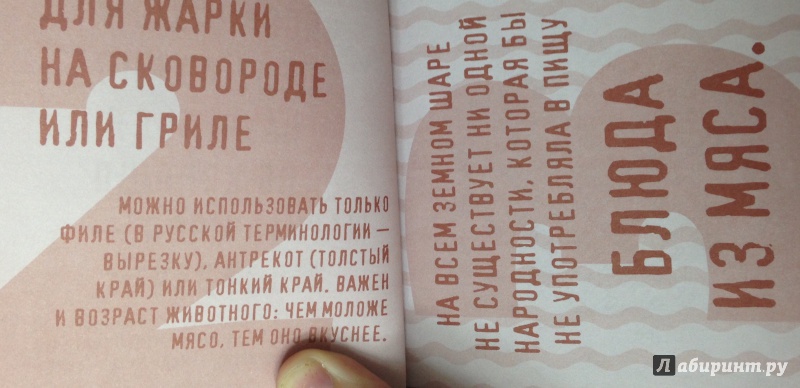 ДЛЯ ЖАРКИ
НА СКОВОРОДЕ
ИЛИ ГРИЛЕ
МОЖНО ИСПОЛЬЗОВАТЬ ТОЛЬКО
ФИЛЕ (В РУССКОЙ ТЕРМИНОЛОГИИ –
ВЫРЕЗКУ), АНТРЕКОТ (ТОЛСТЫЙ
КРАЙ) ИЛИ ТОНКИЙ КРАЙ. ВАЖЕН
И ВОЗРАСТ ЖИВОТНОГО: ЧЕМ МОЛОЖЕ
МЯСО, ТЕМ ОНО ВКУСНЕЕ.
НА ВСЕМ ЗЕМНОМ ШАРЕ
НЕ СУЩЕСТВУЕТ НИ ОДНОЙ
НАРОДНОСТИ, КОТОРАЯ БЫ
НЕ УПОТРЕБЛЯЛА В ПИЩУ
БЛЮДА
ИЗ МЯСА.
Лабиринт.ру